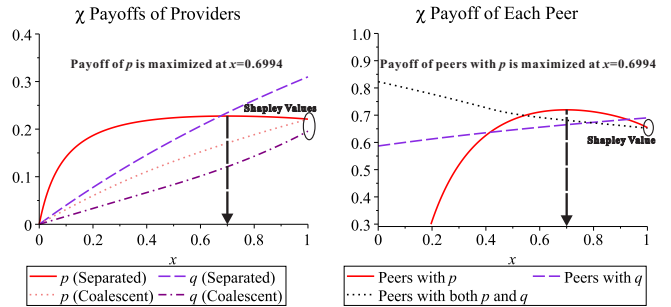 χ Payoffs of Providers
0.4
0.3
0.2
0.1
0
Payoff of p is maximized at x=0.6994
Shapley Values
0
0.2
0.4
0.6
0.8
1
x
p (Separated)
q (Separated)
p (Coalescent)
q (Coalescent)
χ Payoff of Each Peer
1.0
0.9
0.8
0.7
0.6
0.5
0.4
0.3
Payoff of peers with p is maximized at x=0.6994
Shapley Value
0
0.2
0.4
0.6
0.8
1
x
Peers with p
Peers with q
Peers with both p and q